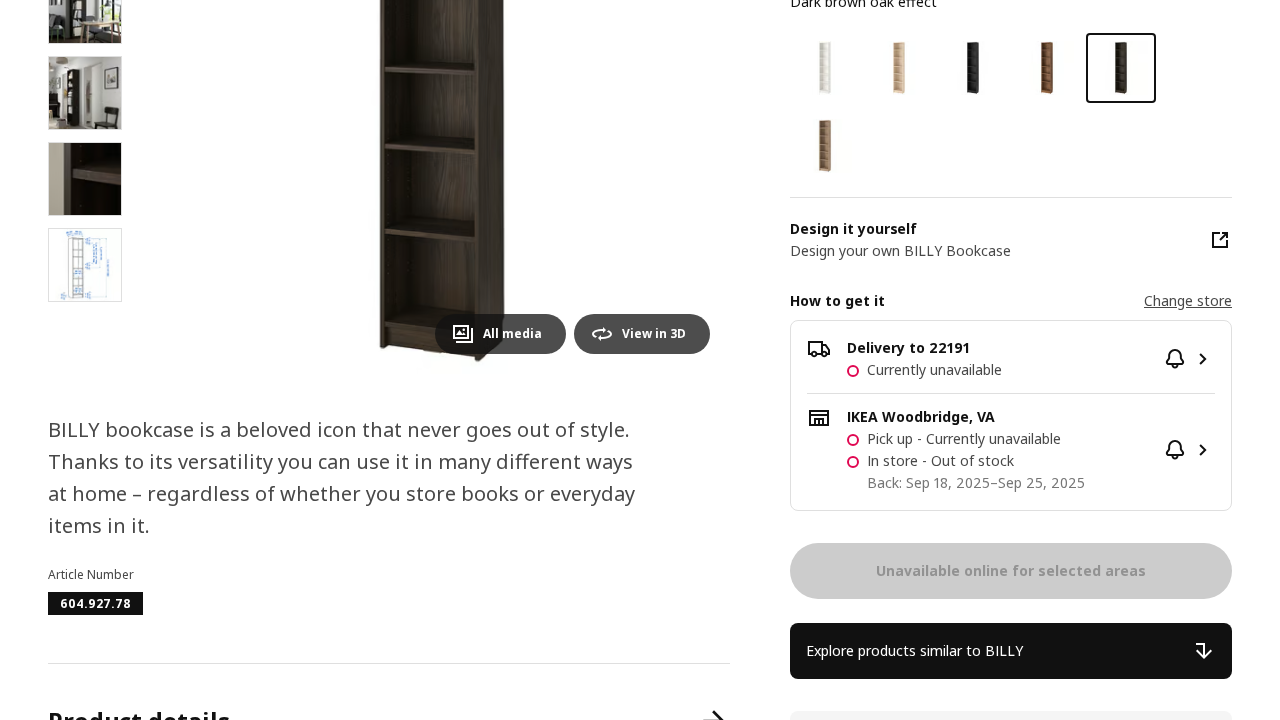 Dark brown oak effect
Design it yourself
Design your own BILLY Bookcase
How to get it
Change store
Delivery to 22191
Currently unavailable
IKEA Woodbridge, VA
Pick up - Currently unavailable
In store - Out of stock
Back: Sep 18, 2025–Sep 25, 2025
Unavailable online for selected areas
Explore products similar to BILLY
All media
View in 3D
BILLY bookcase is a beloved icon that never goes out of style.
Thanks to its versatility you can use it in many different ways
at home – regardless of whether you store books or everyday
items in it.
Article Number
604.927.78
Product details